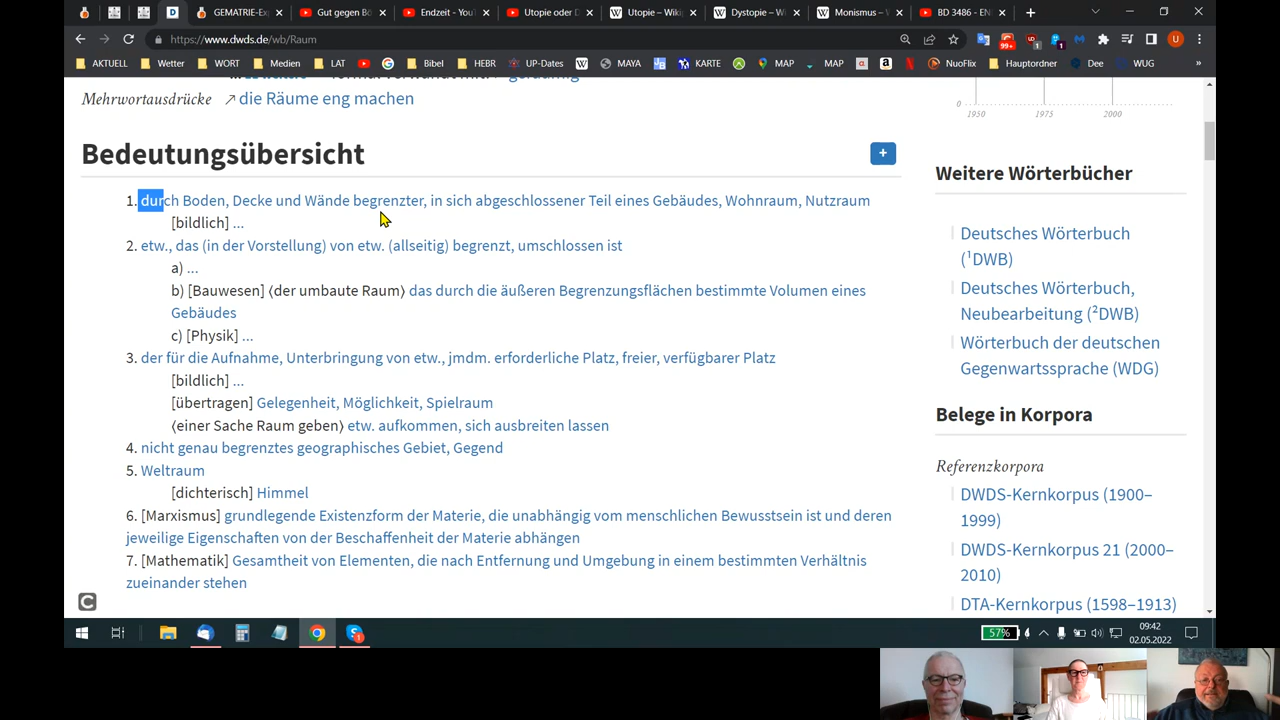 GEMATRIE-Ex
Gut gegen Bö
Endzeit - YouT
Utopie oder D
Utopie – Wiki
Dystopie – Wi
Monismus – W
BD 3486 - EN
https://www.dwds.de/wb/Raum
99+
1
1
U
AKTUELL
Wetter
WORT
Medien
LAT
Bibel
HEBR
UP-Dates
MAYA
KARTE
MAP
MAP
NuoFlix
Hauptordner
Dee
WUG
»
Mehrwortausdrücke ↗ die Räume eng machen
0
1950 1975 2000
Bedeutungsübersicht
+
1. durch Boden, Decke und Wände begrenzter, in sich abgeschlossener Teil eines Gebäudes, Wohnraum, Nutzraum
[bildlich] ...
2. etw., das (in der Vorstellung) von etw. (allseitig) begrenzt, umschlossen ist
a) ...
b) [Bauwesen] ⟨der umbaute Raum⟩ das durch die äußeren Begrenzungsflächen bestimmte Volumen eines
Gebäudes
c) [Physik] ...
3. der für die Aufnahme, Unterbringung von etw., jmdm. erforderliche Platz, freier, verfügbarer Platz
[bildlich] ...
[übertragen] Gelegenheit, Möglichkeit, Spielraum
⟨einer Sache Raum geben⟩ etw. aufkommen, sich ausbreiten lassen
4. nicht genau begrenztes geographisches Gebiet, Gegend
5. Weltraum
[dichterisch] Himmel
6. [Marxismus] grundlegende Existenzform der Materie, die unabhängig vom menschlichen Bewusstsein ist und deren
jeweilige Eigenschaften von der Beschaffenheit der Materie abhängen
7. [Mathematik] Gesamtheit von Elementen, die nach Entfernung und Umgebung in einem bestimmten Verhältnis
zueinander stehen
Weitere Wörterbücher
Deutsches Wörterbuch
(¹DWB)
Deutsches Wörterbuch,
Neubearbeitung (²DWB)
Wörterbuch der deutschen
Gegenwartssprache (WDG)
Belege in Korpora
Referenzkorpora
DWDS-Kernkorpus (1900–
1999)
DWDS-Kernkorpus 21 (2000–
2010)
DTA-Kernkorpus (1598–1913)
57%
09:42
02.05.2022